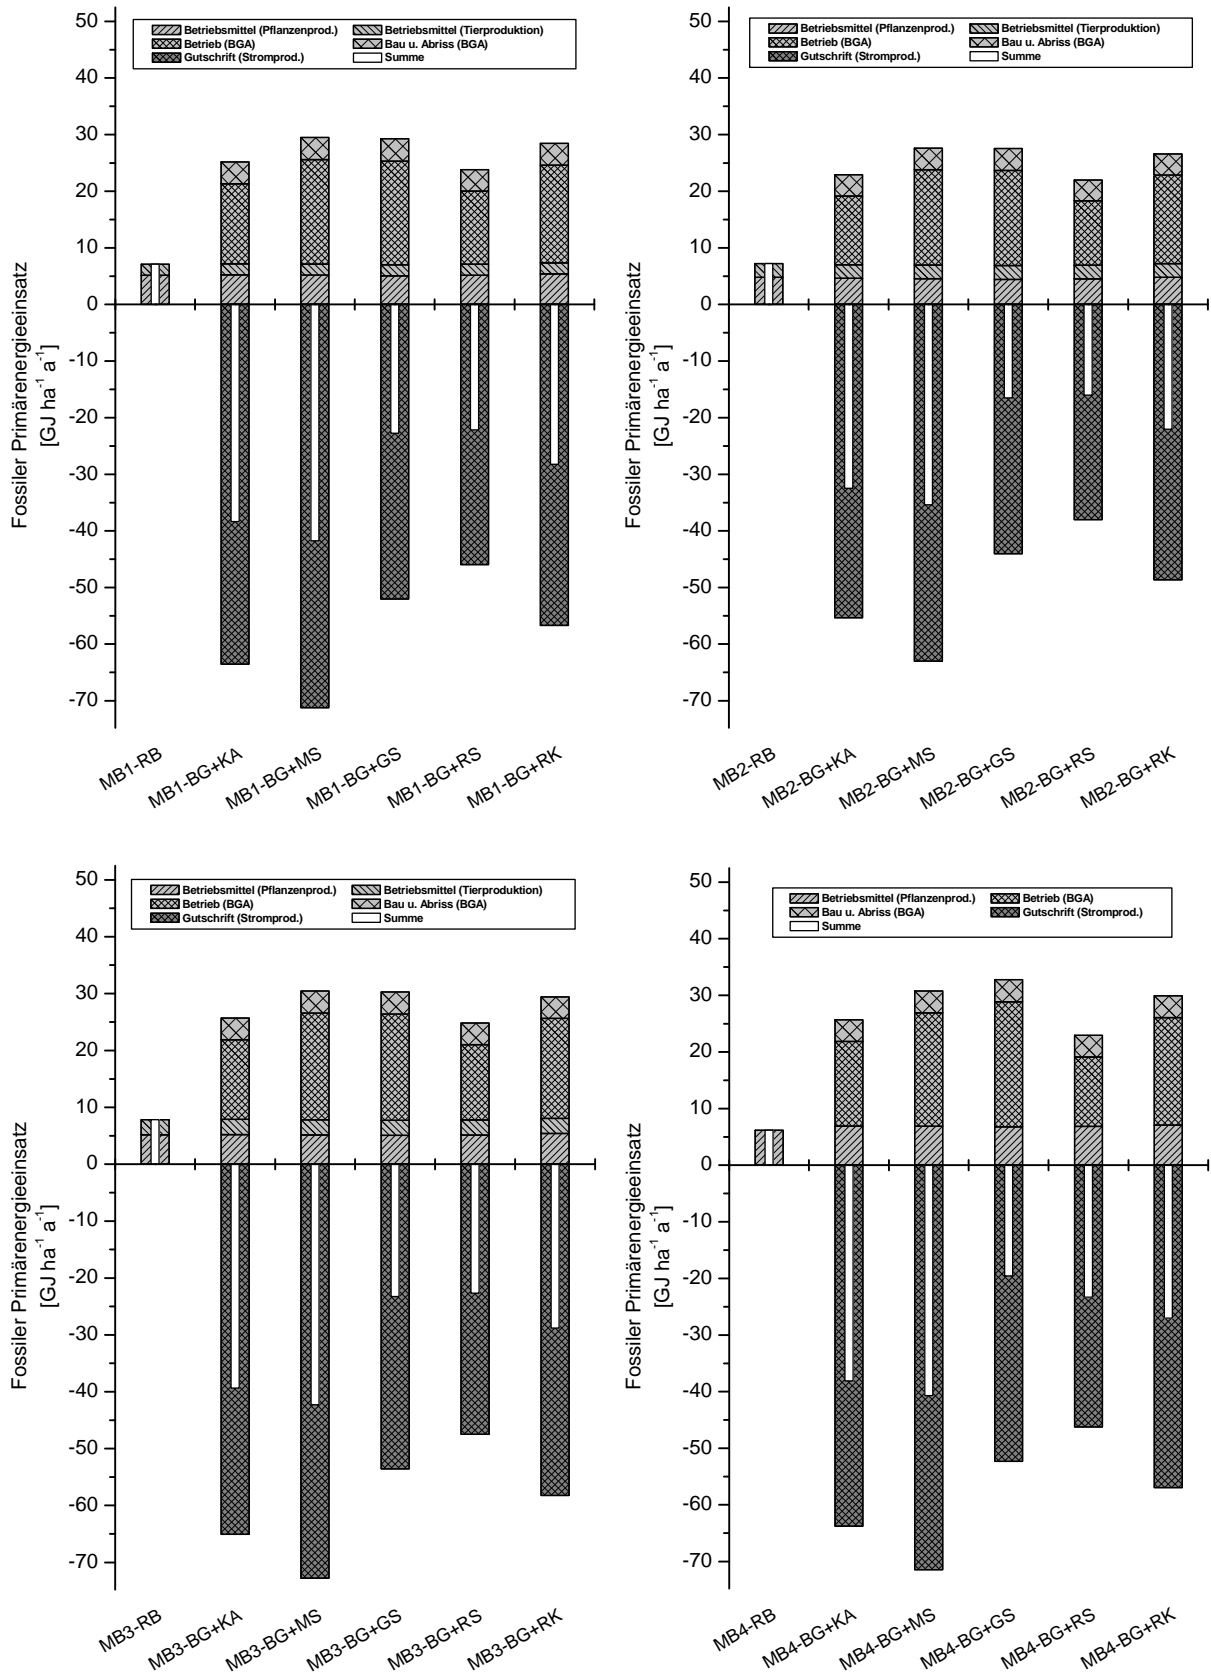 Betriebsmittel (Pflanzenprod.) Betriebsmittel (Tierproduktion)
Betrieb (BGA) Bau u. Abriss (BGA)
Gutschrift (Stromprod.) Summe
50
40
30
20
10
0
-10
-20
-30
-40
-50
-60
-70
Fossiler Primärenergieeinsatz
[GJ ha⁻¹ a⁻¹]
MB1-RB
MB1-BG+KA
MB1-BG+MS
MB1-BG+GS
MB1-BG+RS
MB1-BG+RK
Betriebsmittel (Pflanzenprod.) Betriebsmittel (Tierproduktion)
Betrieb (BGA) Bau u. Abriss (BGA)
Gutschrift (Stromprod.) Summe
50
40
30
20
10
0
-10
-20
-30
-40
-50
-60
-70
Fossiler Primärenergieeinsatz
[GJ ha⁻¹ a⁻¹]
MB2-RB
MB2-BG+KA
MB2-BG+MS
MB2-BG+GS
MB2-BG+RS
MB2-BG+RK
Betriebsmittel (Pflanzenprod.) Betriebsmittel (Tierproduktion)
Betrieb (BGA) Bau u. Abriss (BGA)
Gutschrift (Stromprod.) Summe
50
40
30
20
10
0
-10
-20
-30
-40
-50
-60
-70
Fossiler Primärenergieeinsatz
[GJ ha⁻¹ a⁻¹]
MB3-RB
MB3-BG+KA
MB3-BG+MS
MB3-BG+GS
MB3-BG+RS
MB3-BG+RK
Betriebsmittel (Pflanzenprod.) Betrieb (BGA)
Bau u. Abriss (BGA) Gutschrift (Stromprod.)
Summe
50
40
30
20
10
0
-10
-20
-30
-40
-50
-60
-70
Fossiler Primärenergieeinsatz
[GJ ha⁻¹ a⁻¹]
MB4-RB
MB4-BG+KA
MB4-BG+MS
MB4-BG+GS
MB4-BG+RS
MB4-BG+RK